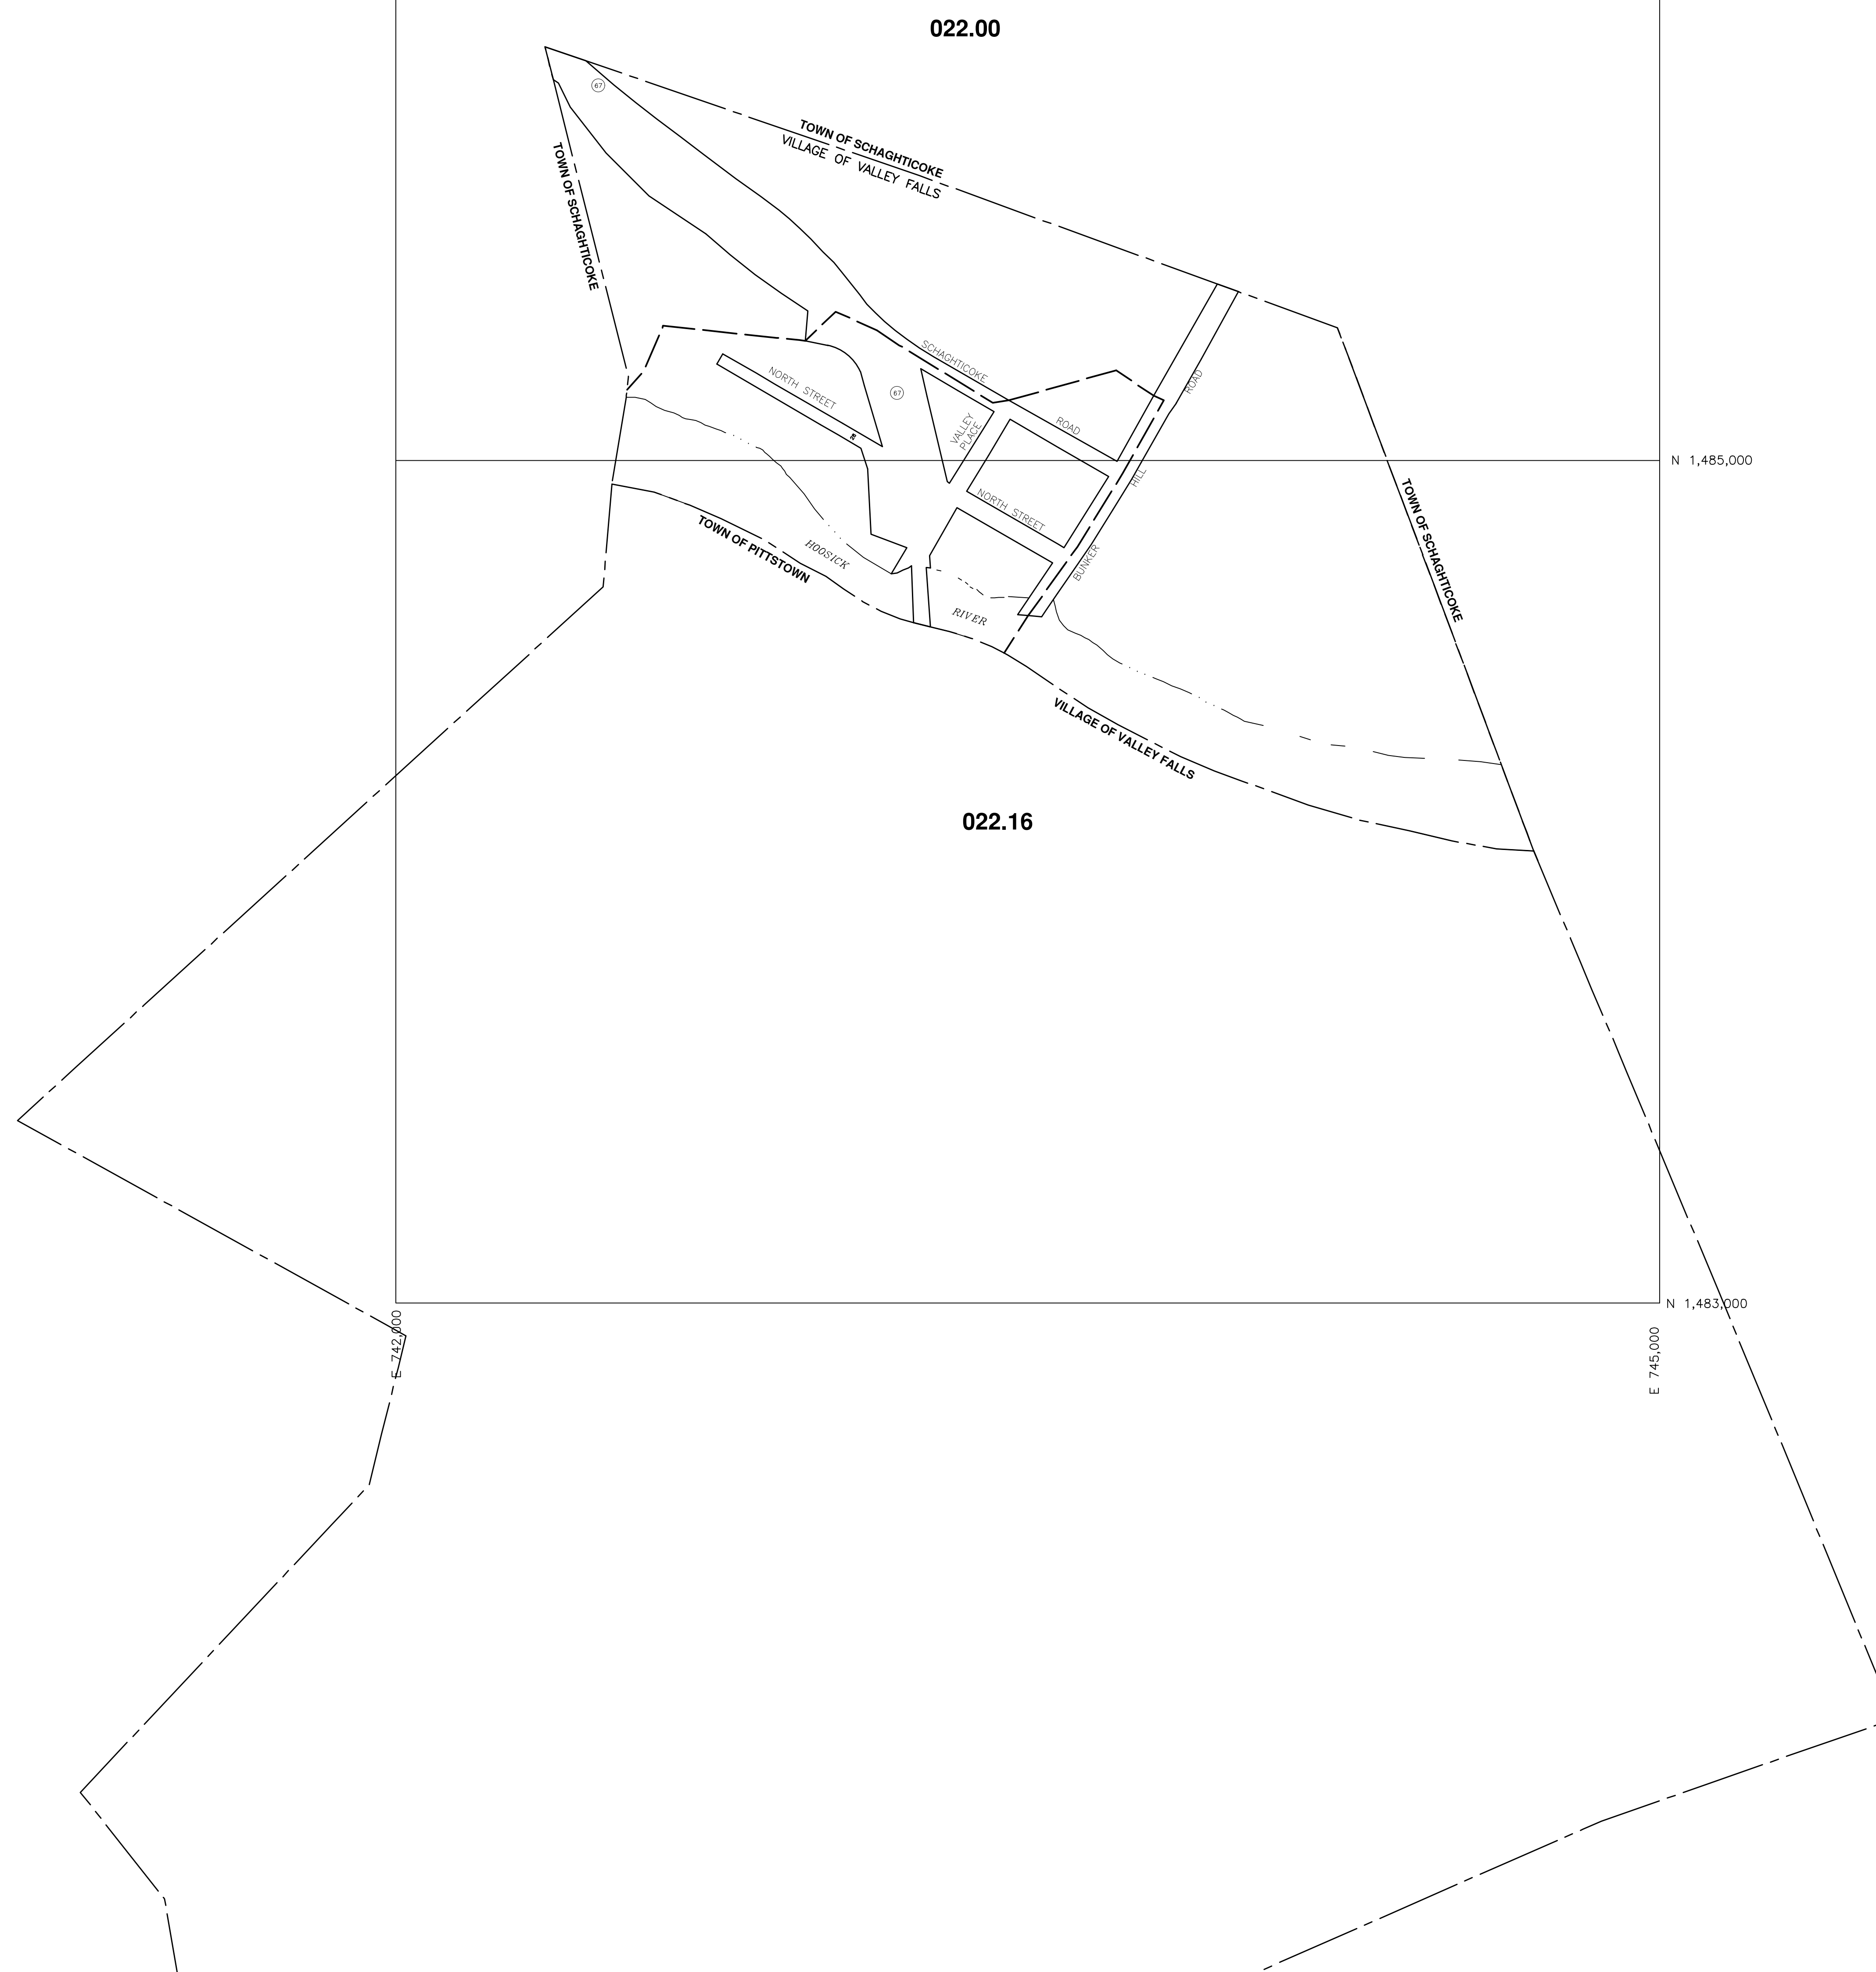 022.00
67
TOWN OF SCHAGHTICOKE
VILLAGE OF VALLEY FALLS
TOWN OF SCHAGHTICOKE
SCHAGHTICOKE
ROAD
NORTH STREET
67
VALLEY
PLACE
ROAD
N 1,485,000
HILL
NORTH STREET
TOWN OF SCHAGHTICOKE
TOWN OF PITTSTOWN
HOOSICK
BUNKER
RIVER
VILLAGE OF VALLEY FALLS
022.16
N 1,483,000
E 742,000
E 745,000